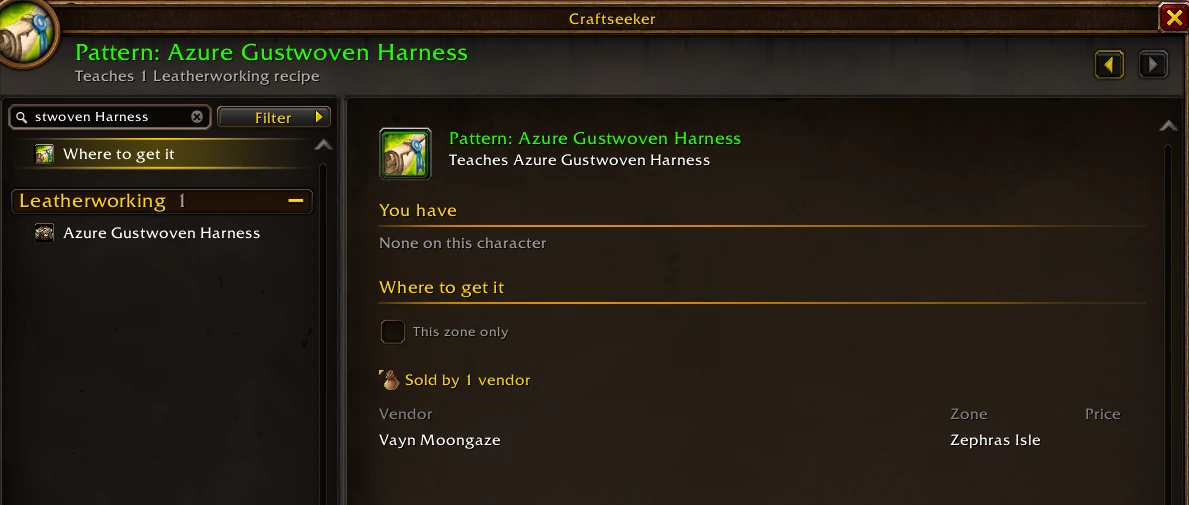 Craftseeker
Pattern: Azure Gustwoven Harness
Teaches 1 Leatherworking recipe
stwoven Harness
Filter
Where to get it
Leatherworking 1
Azure Gustwoven Harness
Pattern: Azure Gustwoven Harness
Teaches Azure Gustwoven Harness
You have
None on this character
Where to get it
This zone only
Sold by 1 vendor
Vendor Zone Price
Vayn Moongaze Zephras Isle